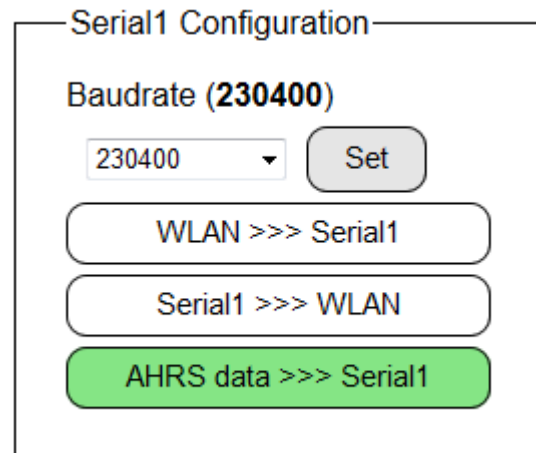 Serial1 Configuration
Baudrate (230400)
230400 Set
WLAN >>> Serial1
Serial1 >>> WLAN
AHRS data >>> Serial1